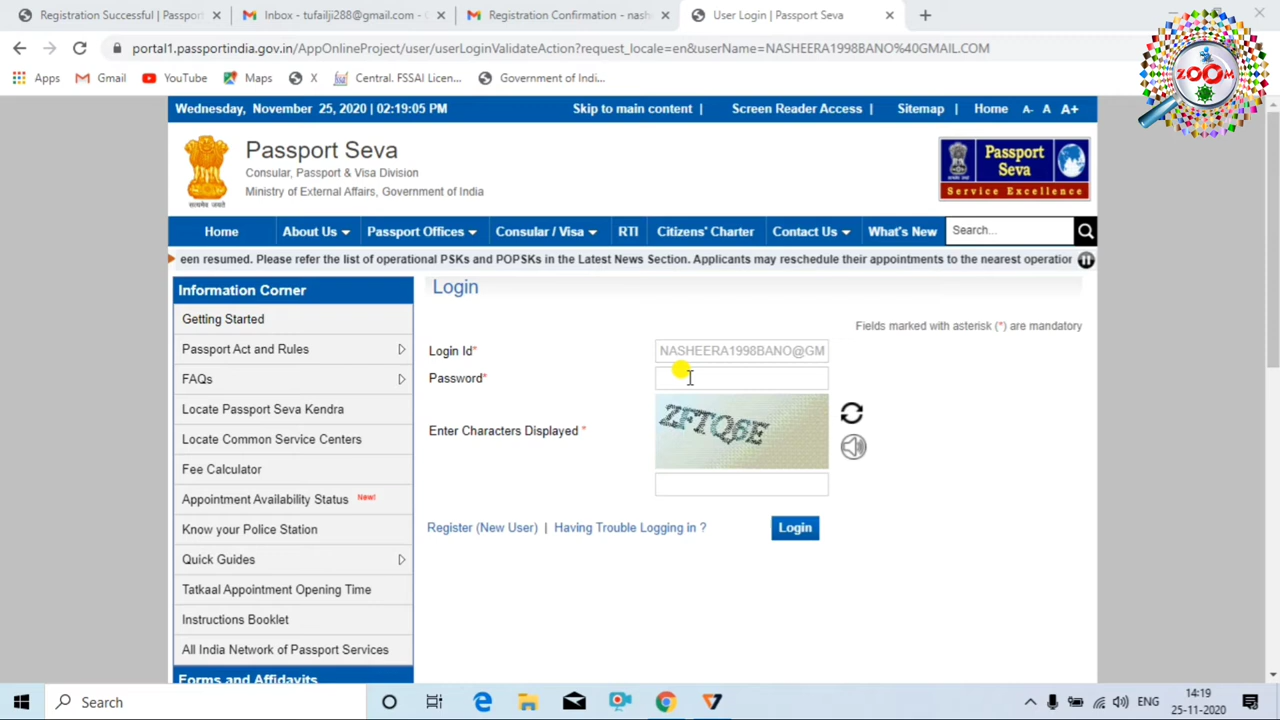 Registration Successful | Passport
Inbox - tufailji288@gmail.com - G
Registration Confirmation - nash
User Login | Passport Seva
portal1.passportindia.gov.in/AppOnlineProject/user/userLoginValidateAction?request_locale=en&userName=NASHEERA1998BANO%40GMAIL.COM
Apps
Gmail
YouTube
Maps
X
Central. FSSAI Licen...
Government of Indi...
ZOOM
Wednesday, November 25, 2020 | 02:19:05 PM
Skip to main content |
Screen Reader Access |
Sitemap |
Home
A-
A
A+
Passport Seva
Consular, Passport & Visa Division
Ministry of External Affairs, Government of India
सत्यमेव जयते
Passport
Seva
Service Excellence
Home
About Us
Passport Offices
Consular / Visa
RTI
Citizens' Charter
Contact Us
What's New
Search...
een resumed. Please refer the list of operational PSKs and POPSKs in the Latest News Section. Applicants may reschedule their appointments to the nearest operation
Information Corner
Getting Started
Passport Act and Rules
FAQs
Locate Passport Seva Kendra
Locate Common Service Centers
Fee Calculator
Appointment Availability Status New!
Know your Police Station
Quick Guides
Tatkaal Appointment Opening Time
Instructions Booklet
All India Network of Passport Services
Forms and Affidavits
Login
Fields marked with asterisk (*) are mandatory
Login Id*
NASHEERA1998BANO@GM
Password*
Enter Characters Displayed *
ZFTQ6E
Register (New User) | Having Trouble Logging in ?
Login
Search
ENG
14:19
25-11-2020